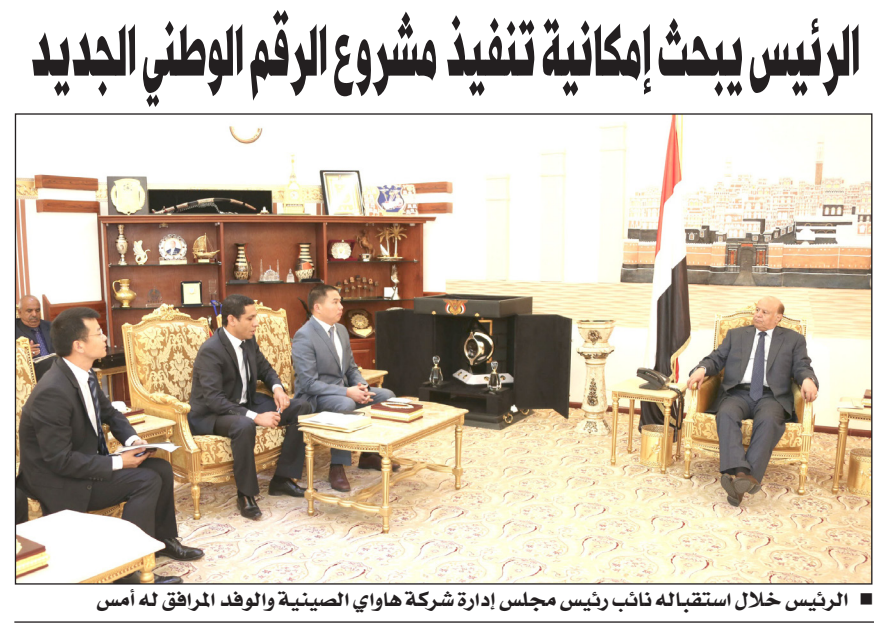 الرئيس يبحث إمكانية تنفيذ مشروع الرقم الوطني الجديد
■ الرئيس خلال استقباله نائب رئيس مجلس إدارة شركة هاواي الصينية والوفد المرافق له أمس